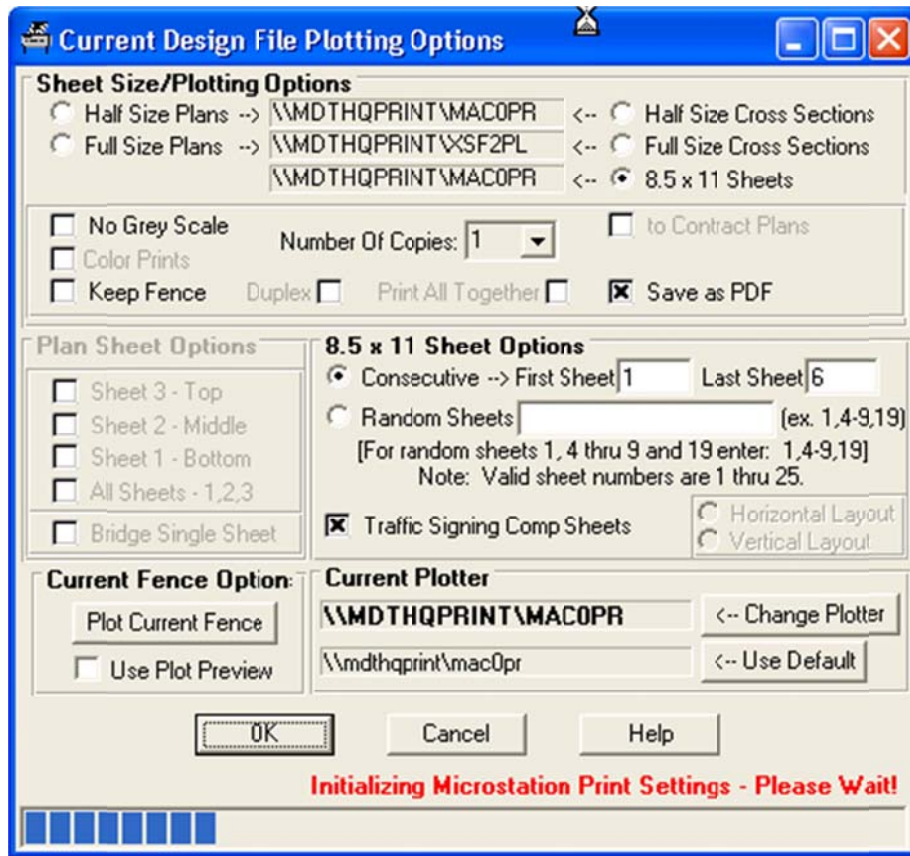 Current Design File Plotting Options
Sheet Size/Plotting Options
Half Size Plans --> \\MDTHQPRINT\MAC0PR <-- Half Size Cross Sections
Full Size Plans --> \\MDTHQPRINT\XSF2PL <-- Full Size Cross Sections
\\MDTHQPRINT\MAC0PR <-- 8.5 x 11 Sheets
No Grey Scale Number Of Copies: 1 to Contract Plans
Color Prints
Keep Fence Duplex Print All Together Save as PDF
Plan Sheet Options
Sheet 3 - Top
Sheet 2 - Middle
Sheet 1 - Bottom
All Sheets - 1,2,3
Bridge Single Sheet
8.5 x 11 Sheet Options
Consecutive --> First Sheet 1 Last Sheet 6
Random Sheets (ex. 1,4-9,19)
[For random sheets 1, 4 thru 9 and 19 enter: 1,4-9,19]
Note: Valid sheet numbers are 1 thru 25.
Traffic Signing Comp Sheets
Horizontal Layout
Vertical Layout
Current Fence Option:
Plot Current Fence
Use Plot Preview
Current Plotter
\\MDTHQPRINT\MAC0PR <-- Change Plotter
\\mdthqprint\mac0pr <-- Use Default
OK Cancel Help
Initializing Microstation Print Settings - Please Wait!